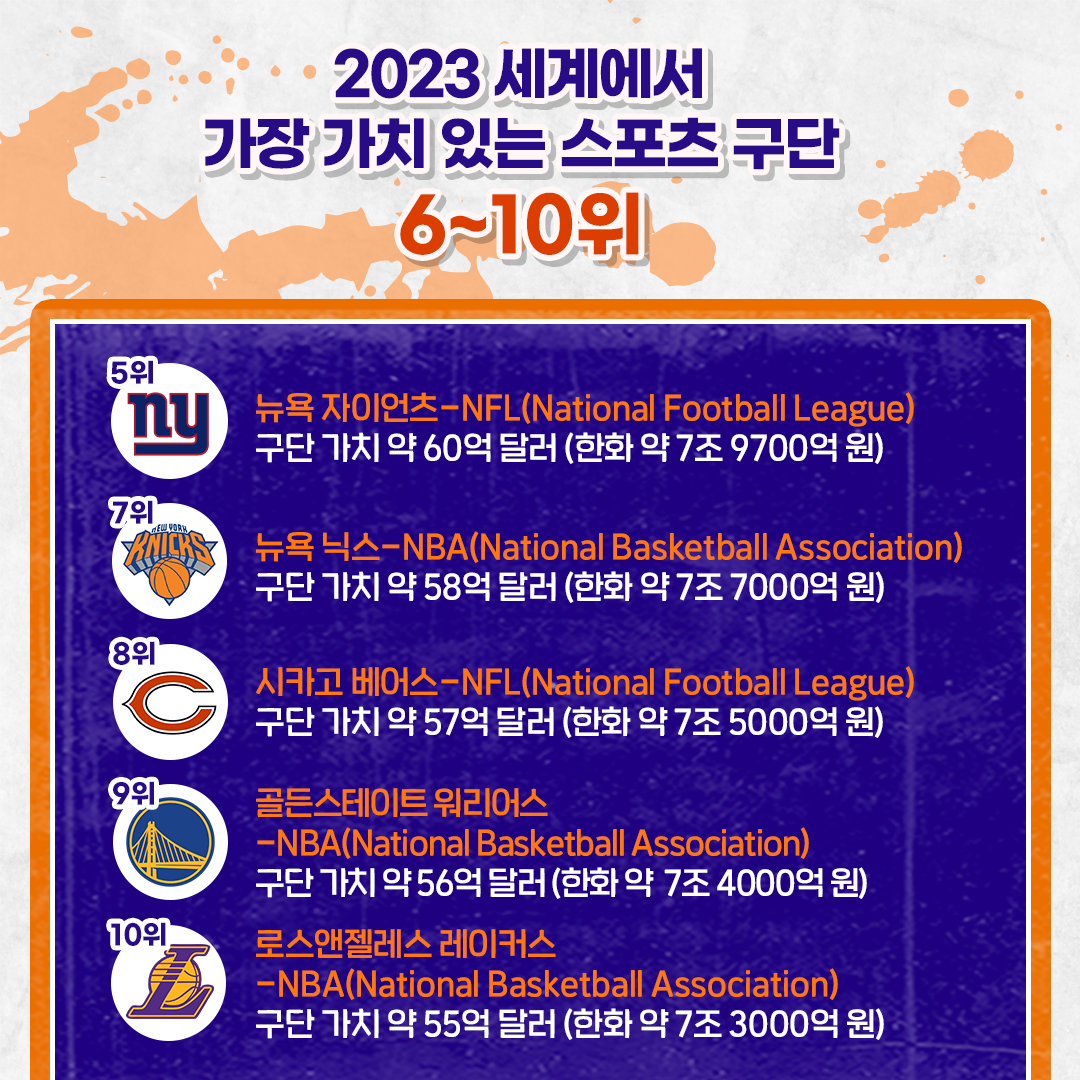 2023 세계에서
가장 가치 있는 스포츠 구단
6~10위
5위
ny
뉴욕 자이언츠-NFL(National Football League)
구단 가치 약 60억 달러 (한화 약 7조 9700억 원)
7위
NEW YORK
KNICKS
뉴욕 닉스-NBA(National Basketball Association)
구단 가치 약 58억 달러 (한화 약 7조 7000억 원)
8위
C
시카고 베어스-NFL(National Football League)
구단 가치 약 57억 달러 (한화 약 7조 5000억 원)
9위
골든스테이트 워리어스
-NBA(National Basketball Association)
구단 가치 약 56억 달러 (한화 약 7조 4000억 원)
10위
L
로스앤젤레스 레이커스
-NBA(National Basketball Association)
구단 가치 약 55억 달러 (한화 약 7조 3000억 원)